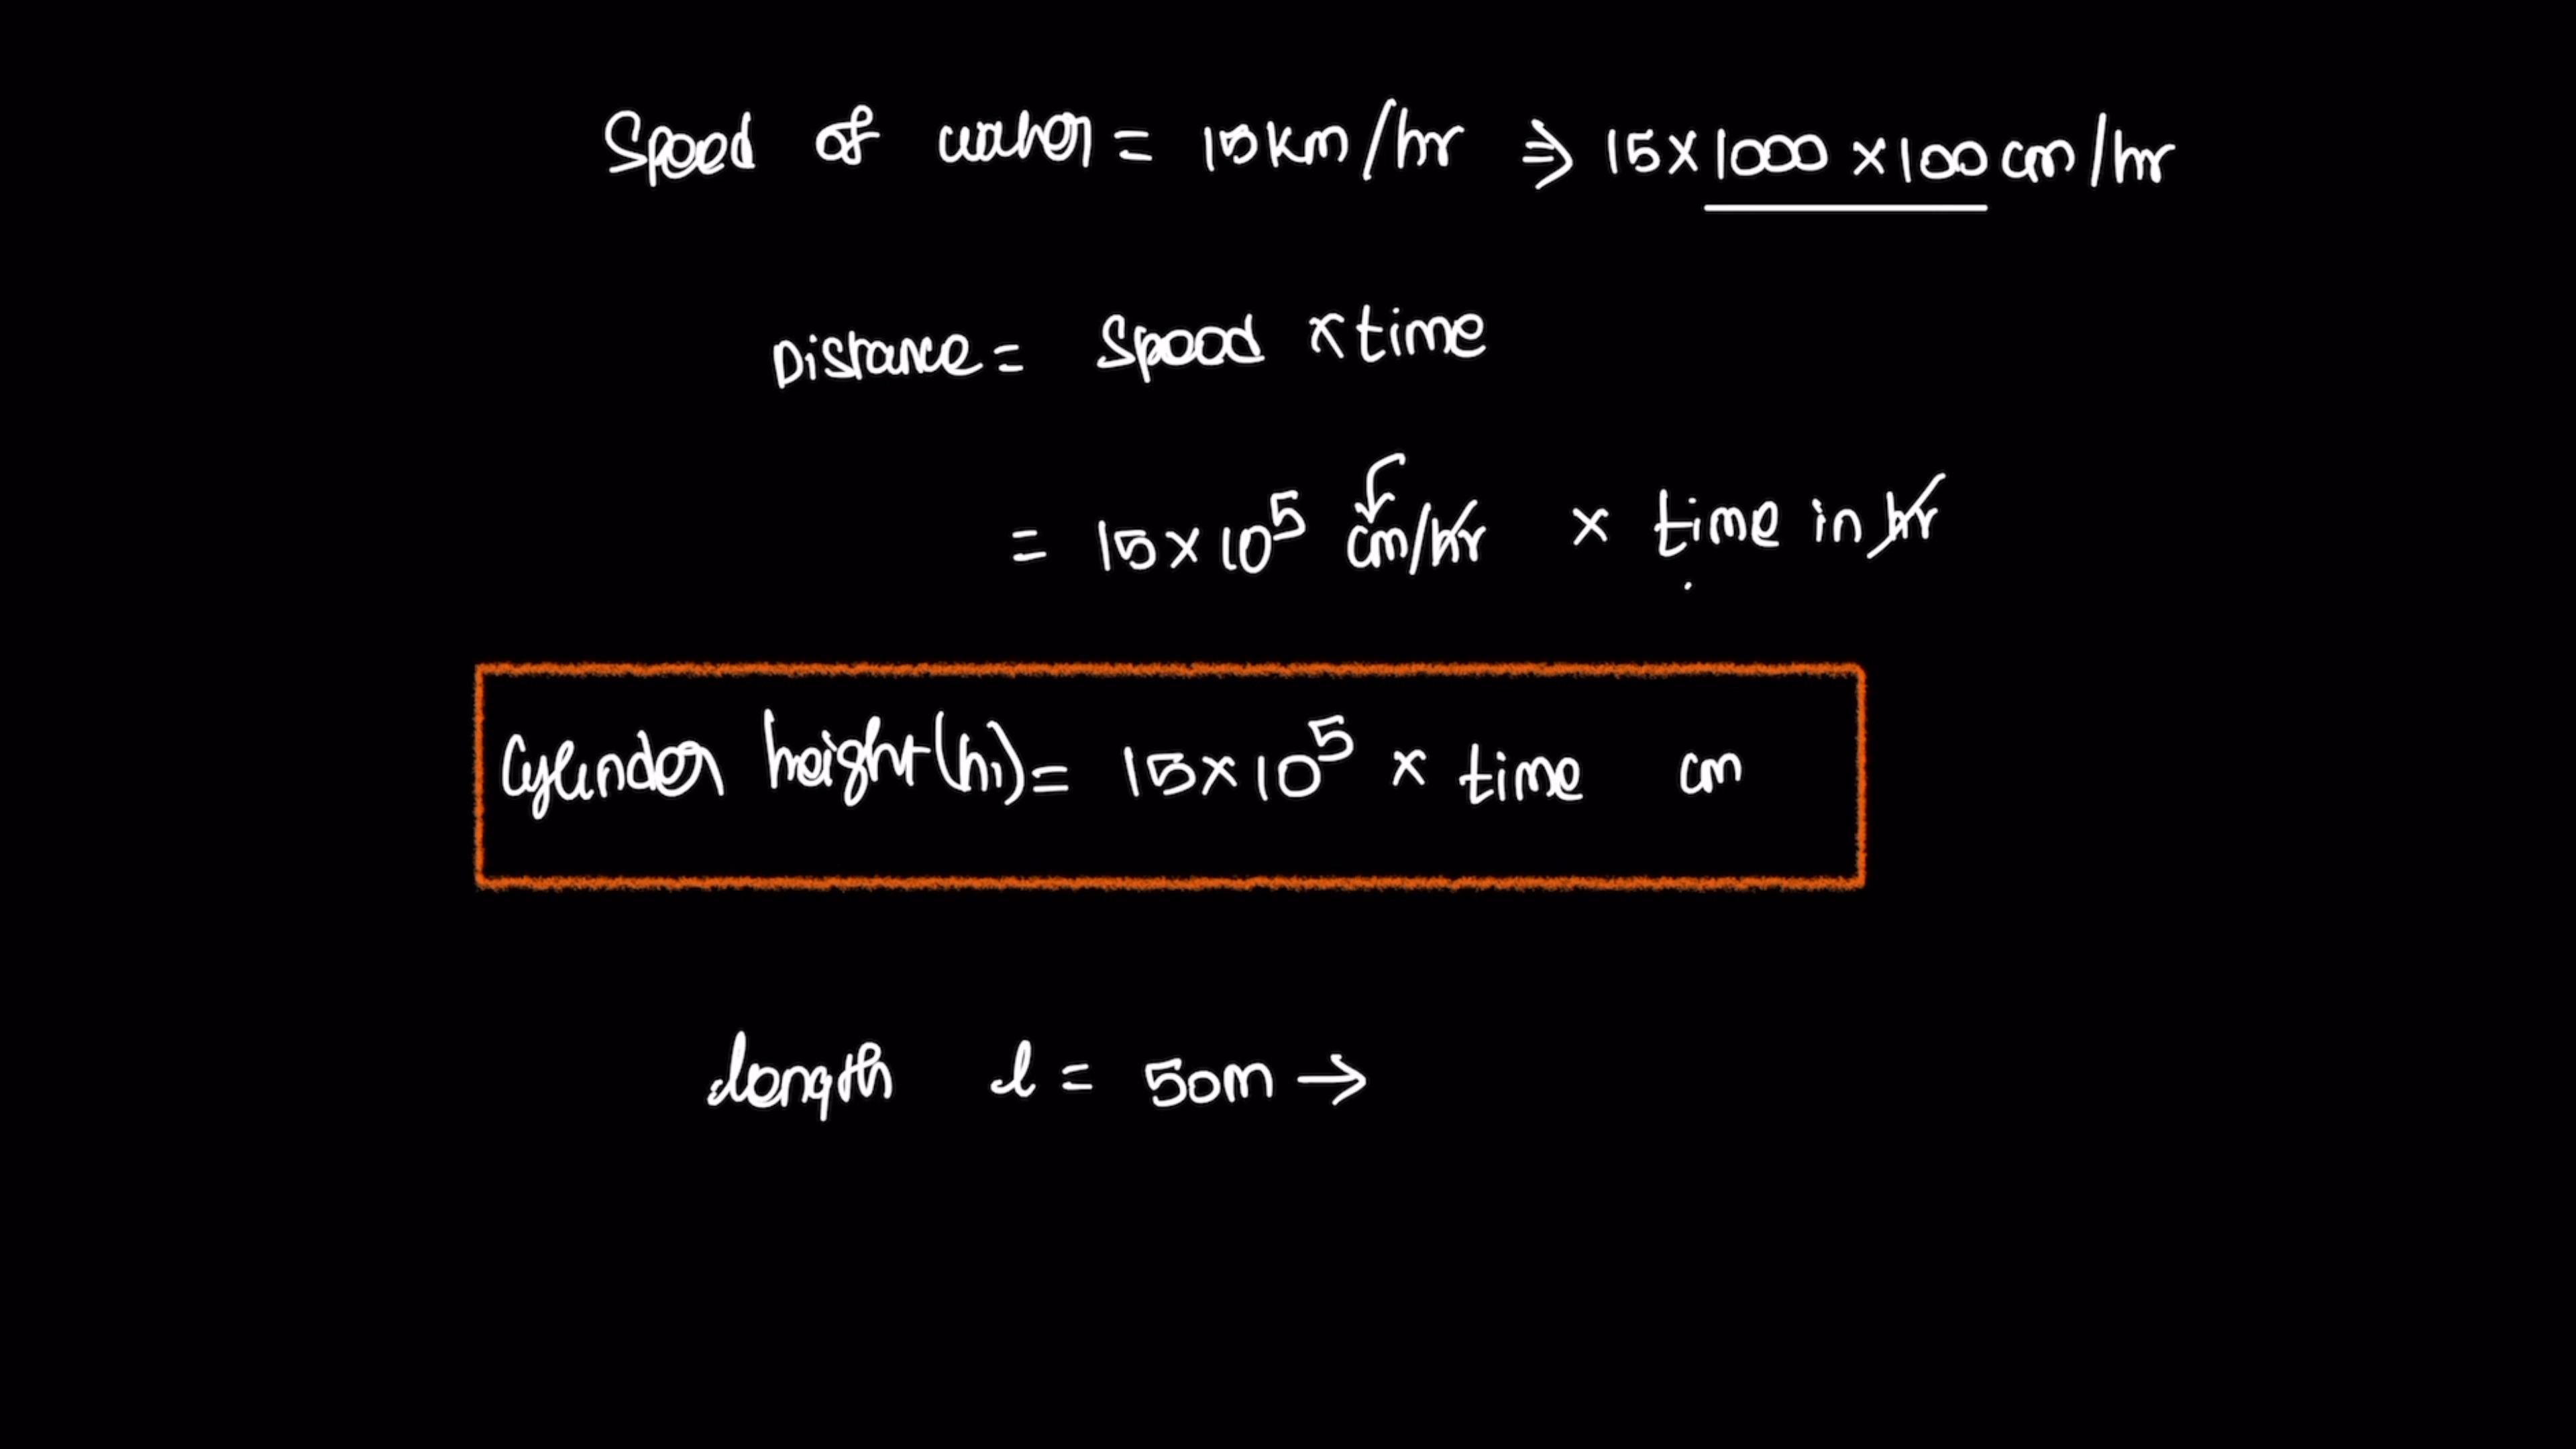 Speed of water = 15km/hr ⇒ 15×1000×100 cm/hr
Distance = Speed × time
= 15×10⁵ cm/hr × time in hr
Cylinder height(h₁) = 15×10⁵ × time cm
length l = 50m →